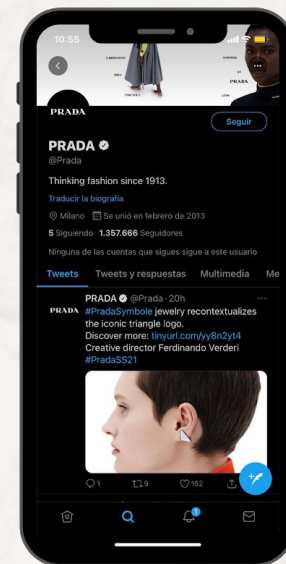 10:55
PRADA
PRADA
Seguir
PRADA
@Prada
Thinking fashion since 1913.
Traducir la biografía
Milano Se unió en febrero de 2013
5 Siguiendo 1.357.666 Seguidores
Ninguna de las cuentas que sigues sigue a este usuario
Tweets Tweets y respuestas Multimedia Me
PRADA @Prada · 20h
PRADA
#PradaSymbole jewelry recontextualizes
the iconic triangle logo.
Discover more: tinyurl.com/yy8n2yt4
Creative director Ferdinando Verderi
#PradaSS21
1 9 152